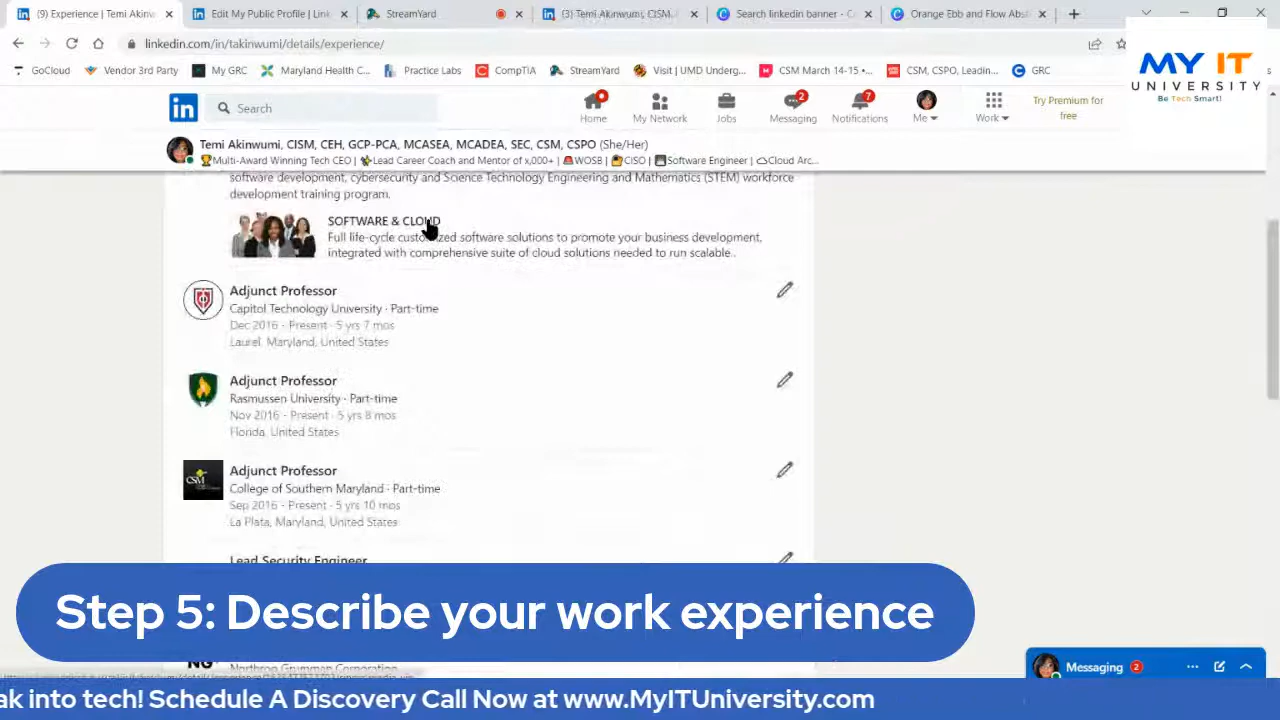 (9) Experience | Temi Akinw
Edit My Public Profile | Link
StreamYard
(3) Temi Akinwumi, CISM, C
Search linkedin banner - Ca
Orange Ebb and Flow Abst
linkedin.com/in/takinwumi/details/experience/
GoCloud
Vendor 3rd Party
My GRC
Maryland Health C...
Practice Labs
CompTIA
StreamYard
Visit | UMD Underg...
CSM March 14-15 •...
CSM, CSPO, Leadin...
GRC
MY IT
UNIVERSITY
Be Tech Smart!
Search
Home
My Network
Jobs
2
Messaging
7
Notifications
Me
Work
Try Premium for
free
Temi Akinwumi, CISM, CEH, GCP-PCA, MCASEA, MCADEA, SEC, CSM, CSPO (She/Her)
Multi-Award Winning Tech CEO | Lead Career Coach and Mentor of x,000+ | WOSB | CISO | Software Engineer | Cloud Arc...
software development, cybersecurity and Science Technology Engineering and Mathematics (STEM) workforce
development training program.
SOFTWARE & CLOUD
Full life-cycle customized software solutions to promote your business development,
integrated with comprehensive suite of cloud solutions needed to run scalable..
Adjunct Professor
Capitol Technology University · Part-time
Dec 2016 - Present · 5 yrs 7 mos
Laurel, Maryland, United States
Adjunct Professor
Rasmussen University · Part-time
Nov 2016 - Present · 5 yrs 8 mos
Florida, United States
Adjunct Professor
CSM
College of Southern Maryland · Part-time
Sep 2016 - Present · 5 yrs 10 mos
La Plata, Maryland, United States
Lead Security Engineer
Step 5: Describe your work experience
Northrop Grumman Corporation
Messaging 2
ak into tech! Schedule A Discovery Call Now at www.MyITUniversity.com